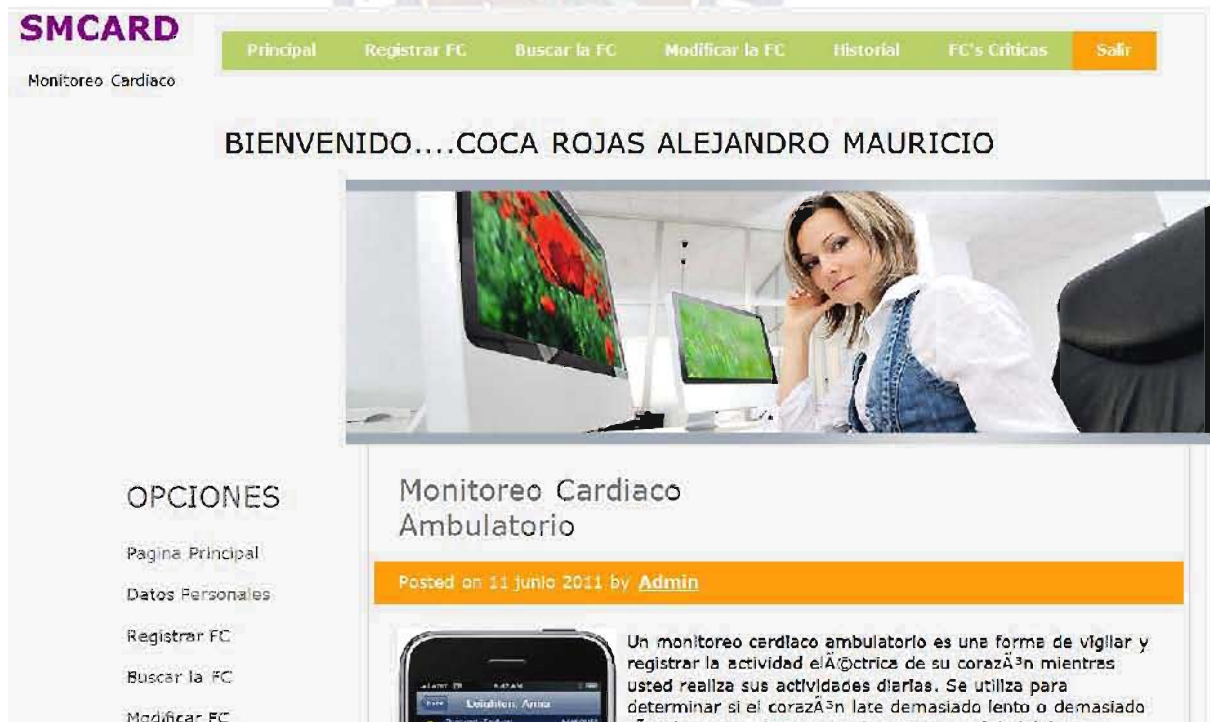 SMCARD
Monitoreo Cardiaco
Principal Registrar FC Buscar la FC Modificar la FC Historial FC's Criticas Salir
BIENVENIDO....COCA ROJAS ALEJANDRO MAURICIO
OPCIONES
Pagina Principal
Datos Personales
Registrar FC
Buscar la FC
Modificar FC
Monitoreo Cardiaco
Ambulatorio
Posted on 11 junio 2011 by Admin
Leighton, Anna
Un monitoreo cardiaco ambulatorio es una forma de vigilar y
registrar la actividad elÃ©ctrica de su corazÃ³n mientras
usted realiza sus actividades diarias. Se utiliza para
determinar si el corazÃ³n late demasiado lento o demasiado